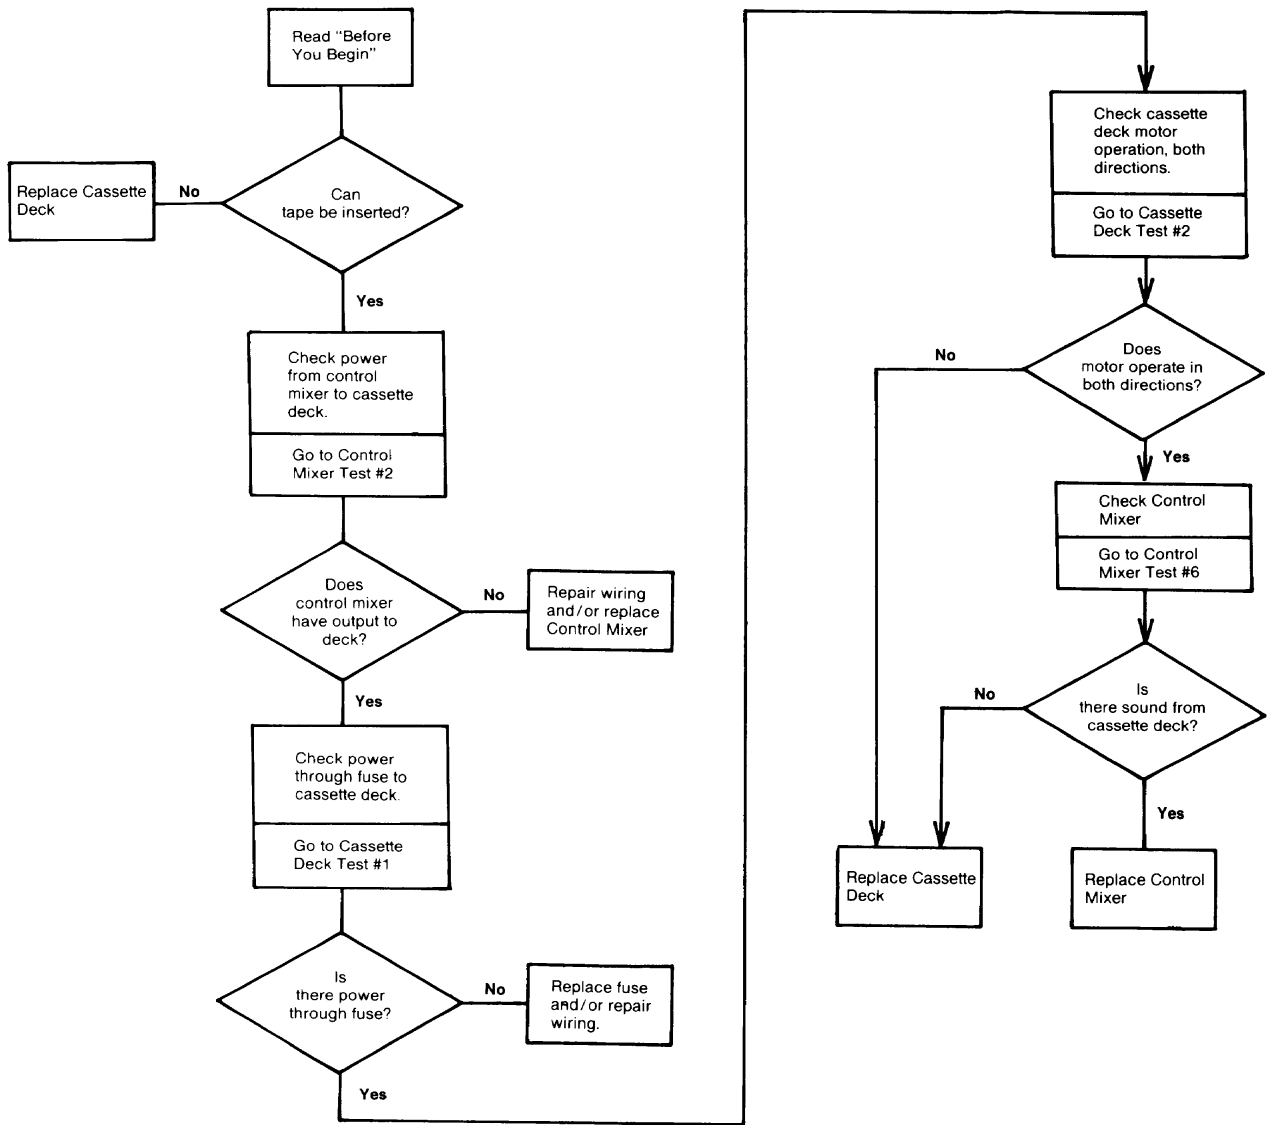 Read "Before
You Begin"
Can
tape be inserted?
No
Replace Cassette
Deck
Yes
Check power
from control
mixer to cassette
deck.
Go to Control
Mixer Test #2
Does
control mixer
have output to
deck?
No
Repair wiring
and/or replace
Control Mixer
Yes
Check power
through fuse to
cassette deck.
Go to Cassette
Deck Test #1
Is
there power
through fuse?
No
Replace fuse
and/or repair
wiring.
Yes
Check cassette
deck motor
operation, both
directions.
Go to Cassette
Deck Test #2
Does
motor operate in
both directions?
No
Yes
Check Control
Mixer
Go to Control
Mixer Test #6
Is
there sound from
cassette deck?
No
Replace Cassette
Deck
Yes
Replace Control
Mixer